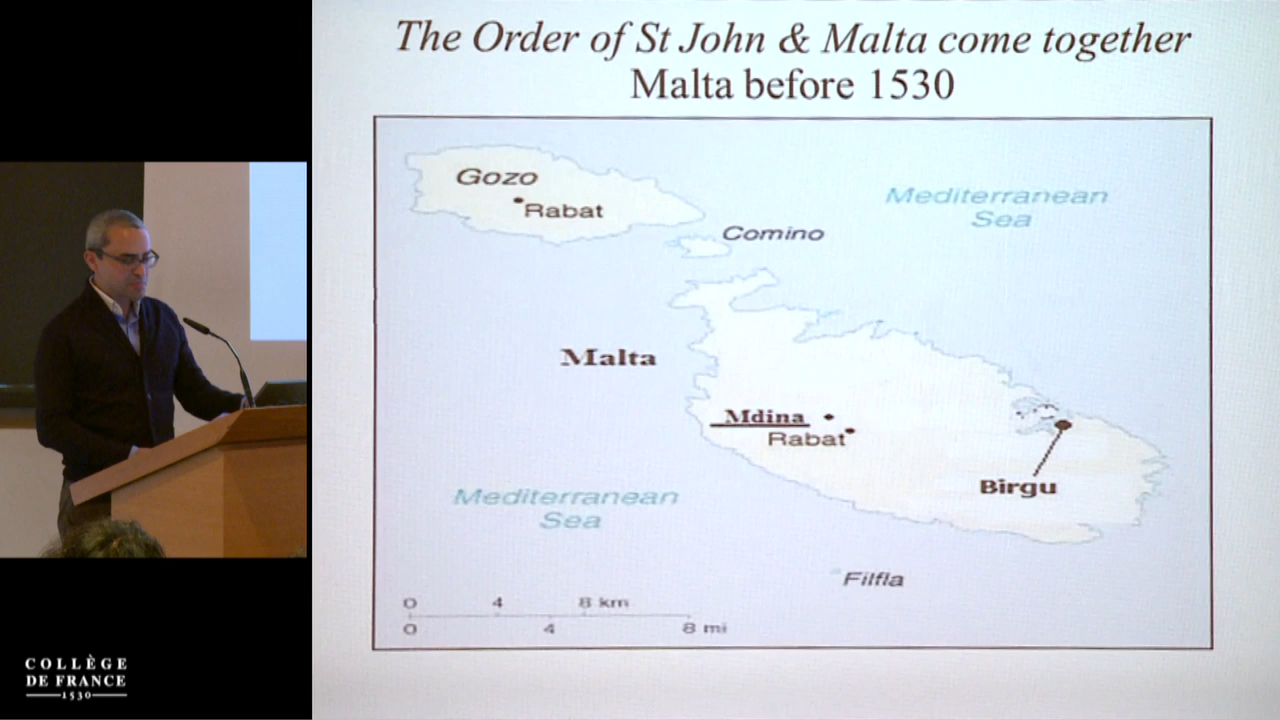 The Order of St John & Malta come together
Malta before 1530
Gozo
Rabat
Mediterranean
Sea
Comino
Malta
Mdina
Rabat
Birgu
Mediterranean
Sea
Filfla
0 4 8 km
0 4 8 mi
COLLÈGE
DE FRANCE
1530